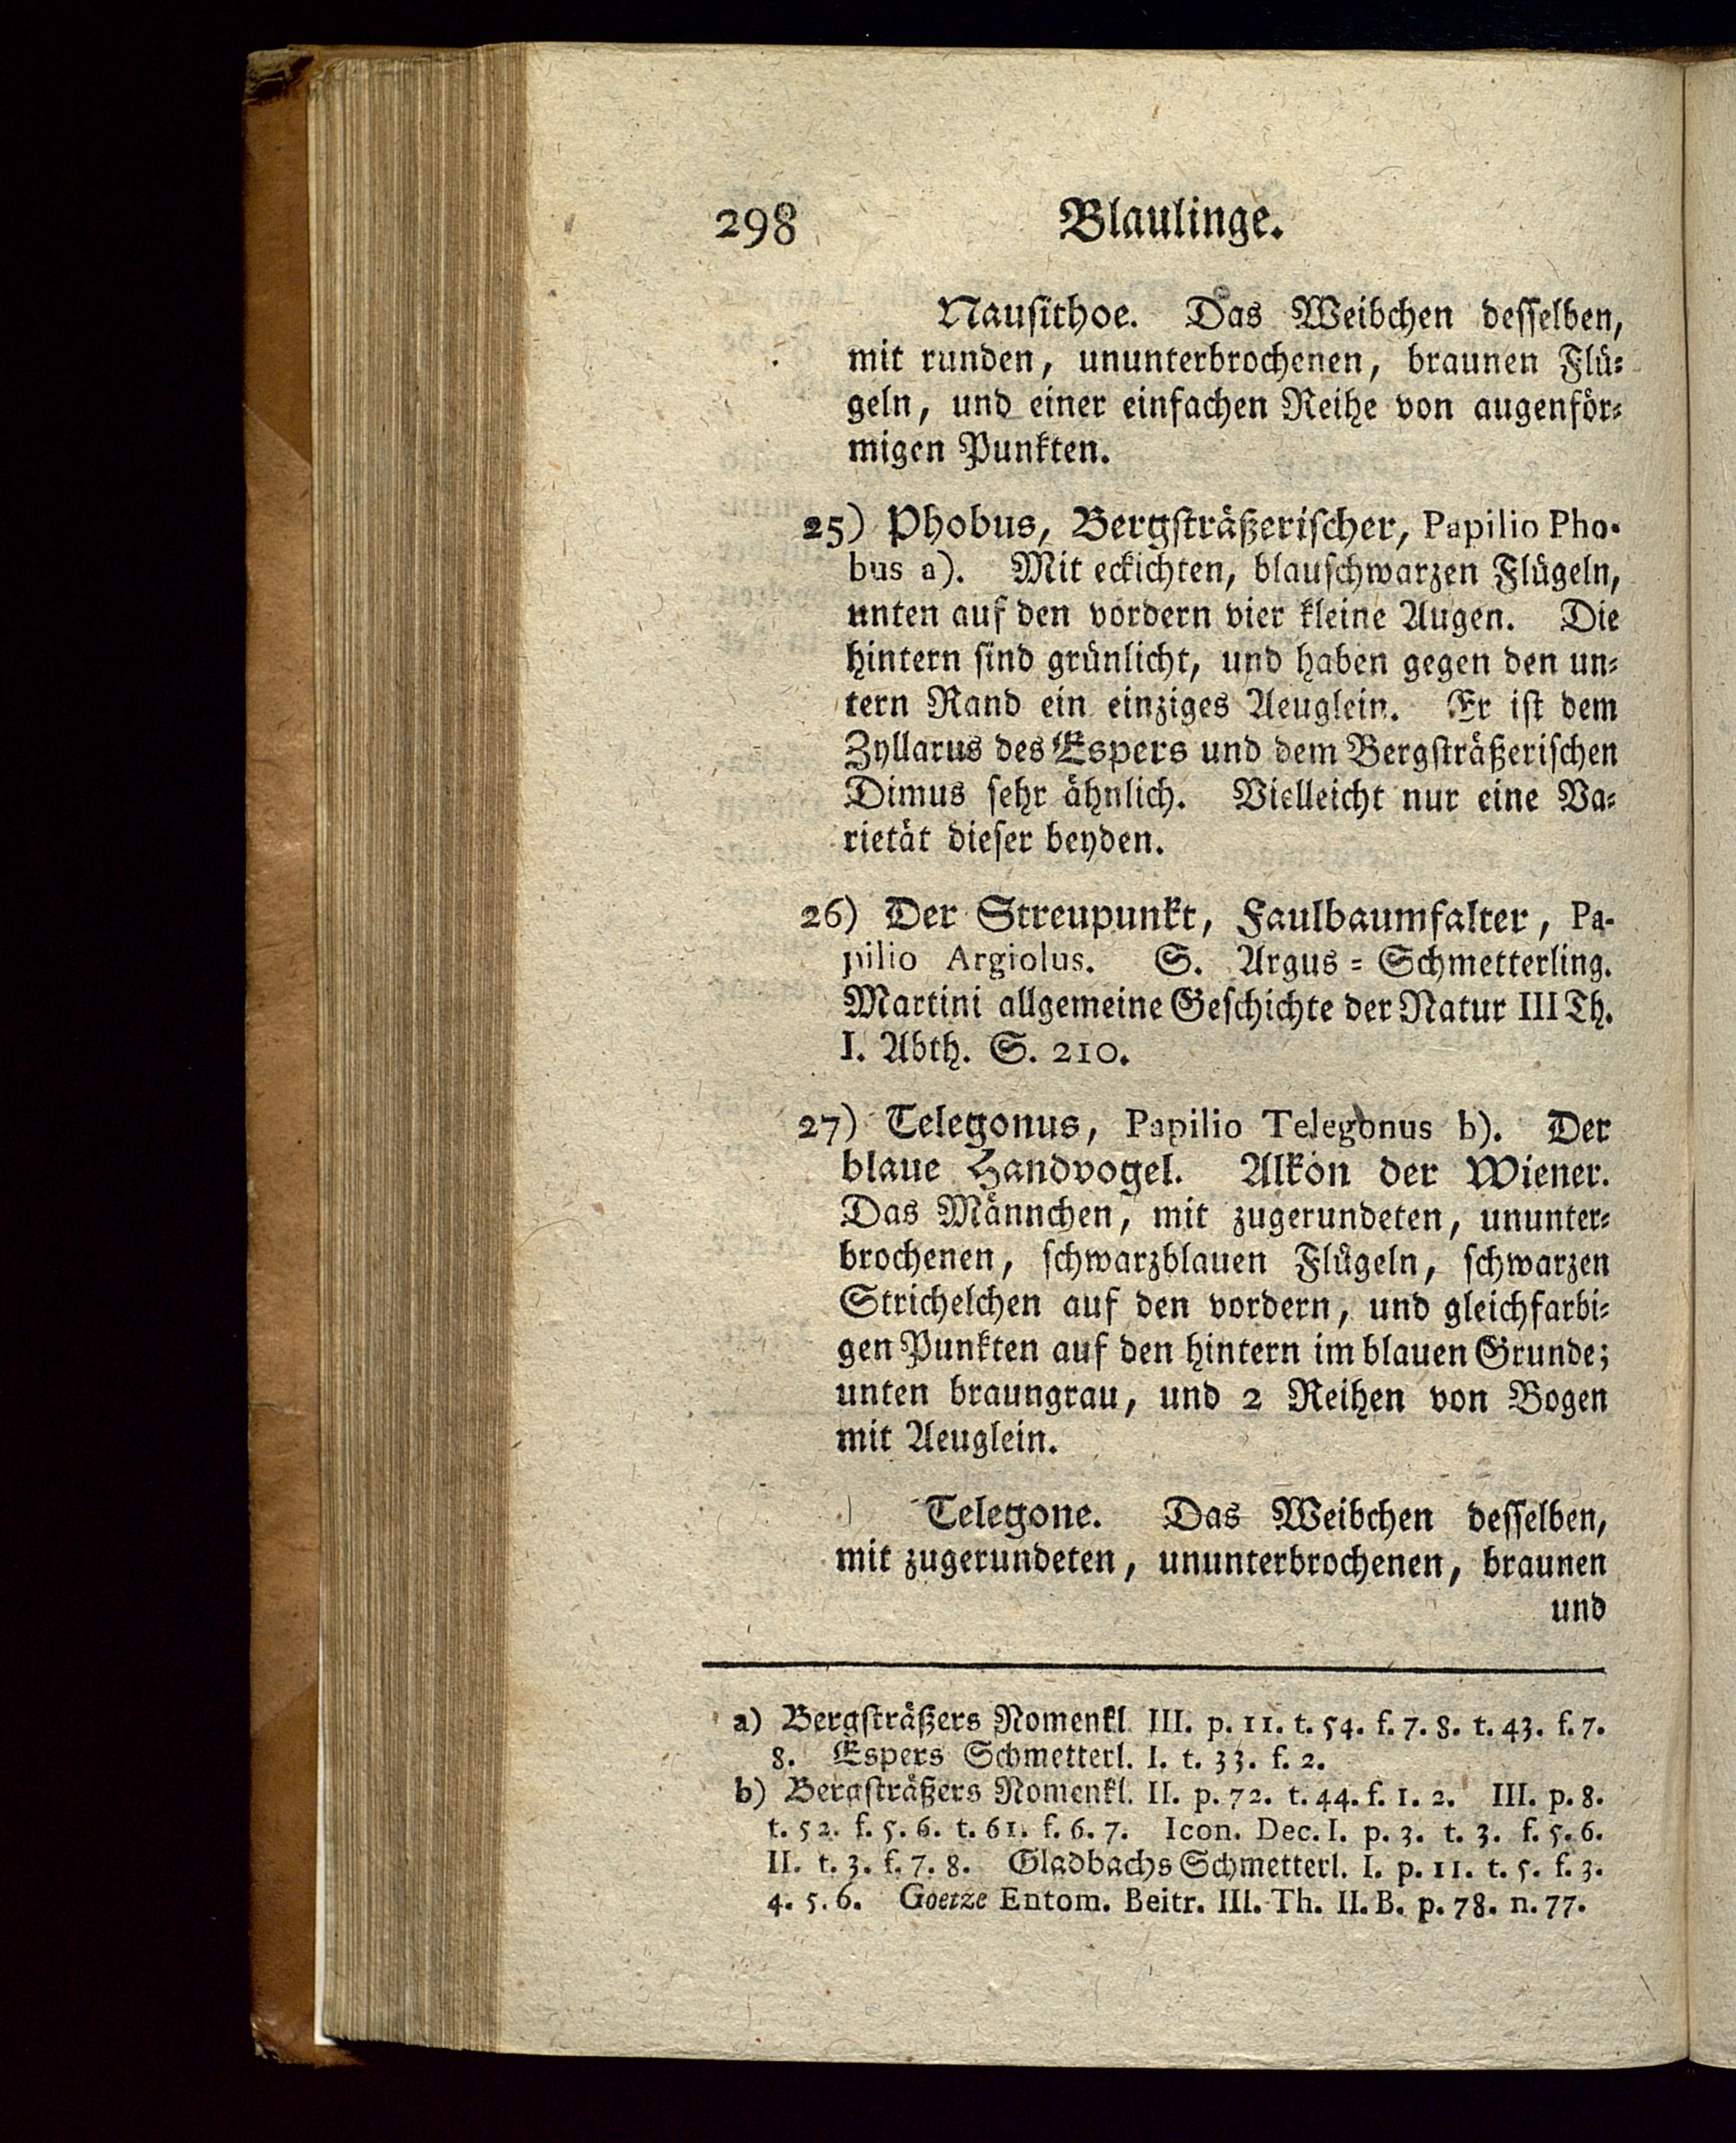 298 Blaulinge.
Nausithoe. Das Weibchen desselben,
mit runden, ununterbrochenen, braunen Flü=
geln, und einer einfachen Reihe von augenför=
migen Punkten.
25) Phobus, Bergsträßerischer, Papilio Pho-
bus a). Mit eckichten, blauschwarzen Flügeln,
unten auf den vordern vier kleine Augen. Die
hintern sind grünlicht, und haben gegen den un=
tern Rand ein einziges Aeuglein. Er ist dem
Zyllarus des Espers und dem Bergsträßerischen
Dimus sehr ähnlich. Vielleicht nur eine Va=
rietät dieser beyden.
26) Der Streupunkt, Faulbaumfalter, Pa-
pilio Argiolus. S. Argus=Schmetterling.
Martini allgemeine Geschichte der Natur III Th.
I. Abth. S. 210.
27) Telegonus, Papilio Telegonus b). Der
blaue Handvogel. Alkon der Wiener.
Das Männchen, mit zugerundeten, ununter=
brochenen, schwarzblauen Flügeln, schwarzen
Strichelchen auf den vordern, und gleichfarbi=
gen Punkten auf den hintern im blauen Grunde;
unten braungrau, und 2 Reihen von Bogen
mit Aeuglein.
Telegone. Das Weibchen desselben,
mit zugerundeten, ununterbrochenen, braunen
und
a) Bergsträßers Nomenkl. III. p. 11. t. 54. f. 7. 8. t. 43. f. 7.
8. Espers Schmetterl. I. t. 33. f. 2.
b) Bergsträßers Nomenkl. II. p. 72. t. 44. f. 1. 2. III. p. 8.
t. 52. f. 5. 6. t. 61. f. 6. 7. Icon. Dec. I. p. 3. t. 3. f. 5. 6.
II. t. 3. f. 7. 8. Gladbachs Schmetterl. I. p. 11. t. 5. f. 3.
4. 5. 6. Goetze Entom. Beitr. III. Th. II. B. p. 78. n. 77.